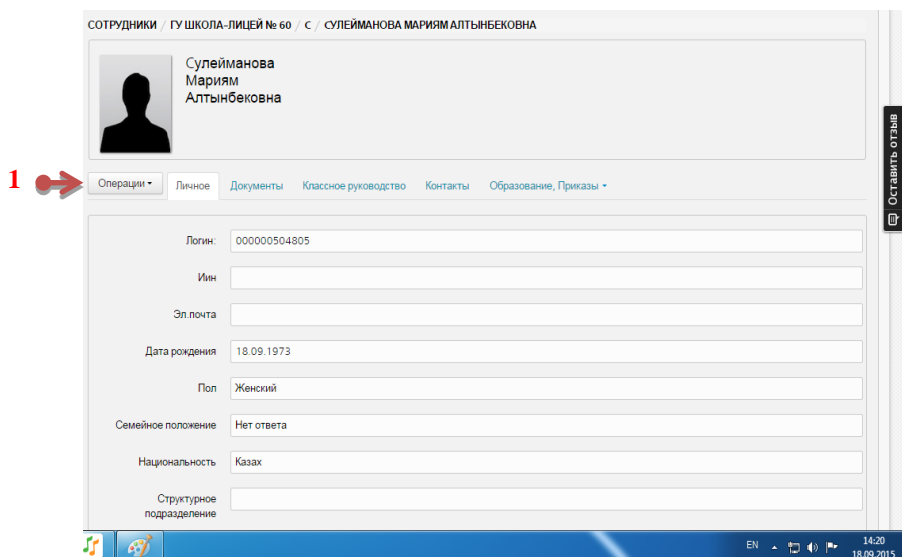 СОТРУДНИКИ / ГУ ШКОЛА-ЛИЦЕЙ № 60 / С / СУЛЕЙМАНОВА МАРИЯМ АЛТЫНБЕКОВНА
Сулейманова
Мариям
Алтынбековна
Оставить отзыв
1
Операции Личное Документы Классное руководство Контакты Образование, Приказы
Логин: 000000504805
Иин
Эл.почта
Дата рождения 18.09.1973
Пол Женский
Семейное положение Нет ответа
Национальность Казах
Структурное
подразделение
EN 14:20
18.09.2015